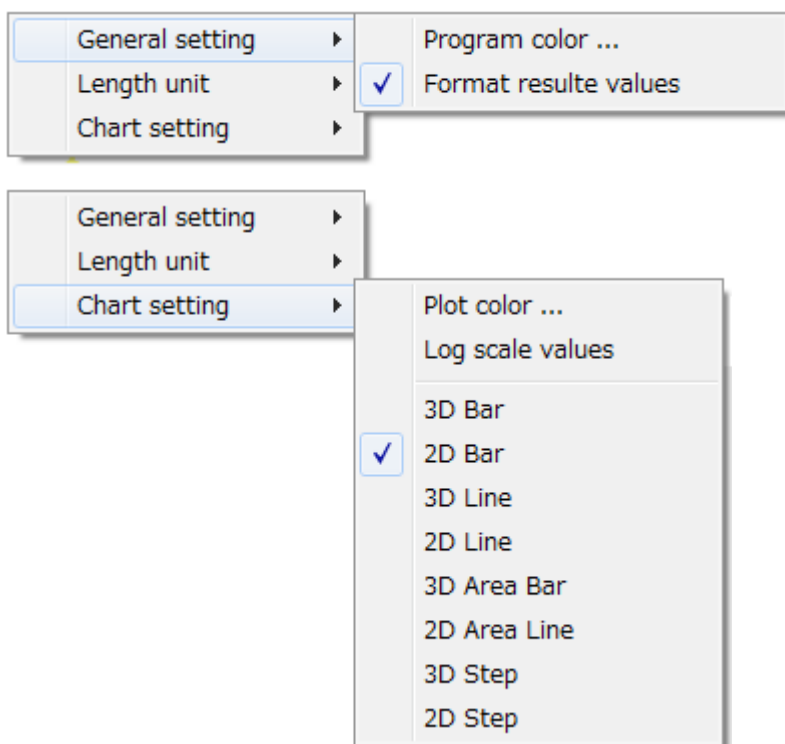 General setting
Length unit
Chart setting
Program color ...
Format resulte values
General setting
Length unit
Chart setting
Plot color ...
Log scale values
3D Bar
2D Bar
3D Line
2D Line
3D Area Bar
2D Area Line
3D Step
2D Step